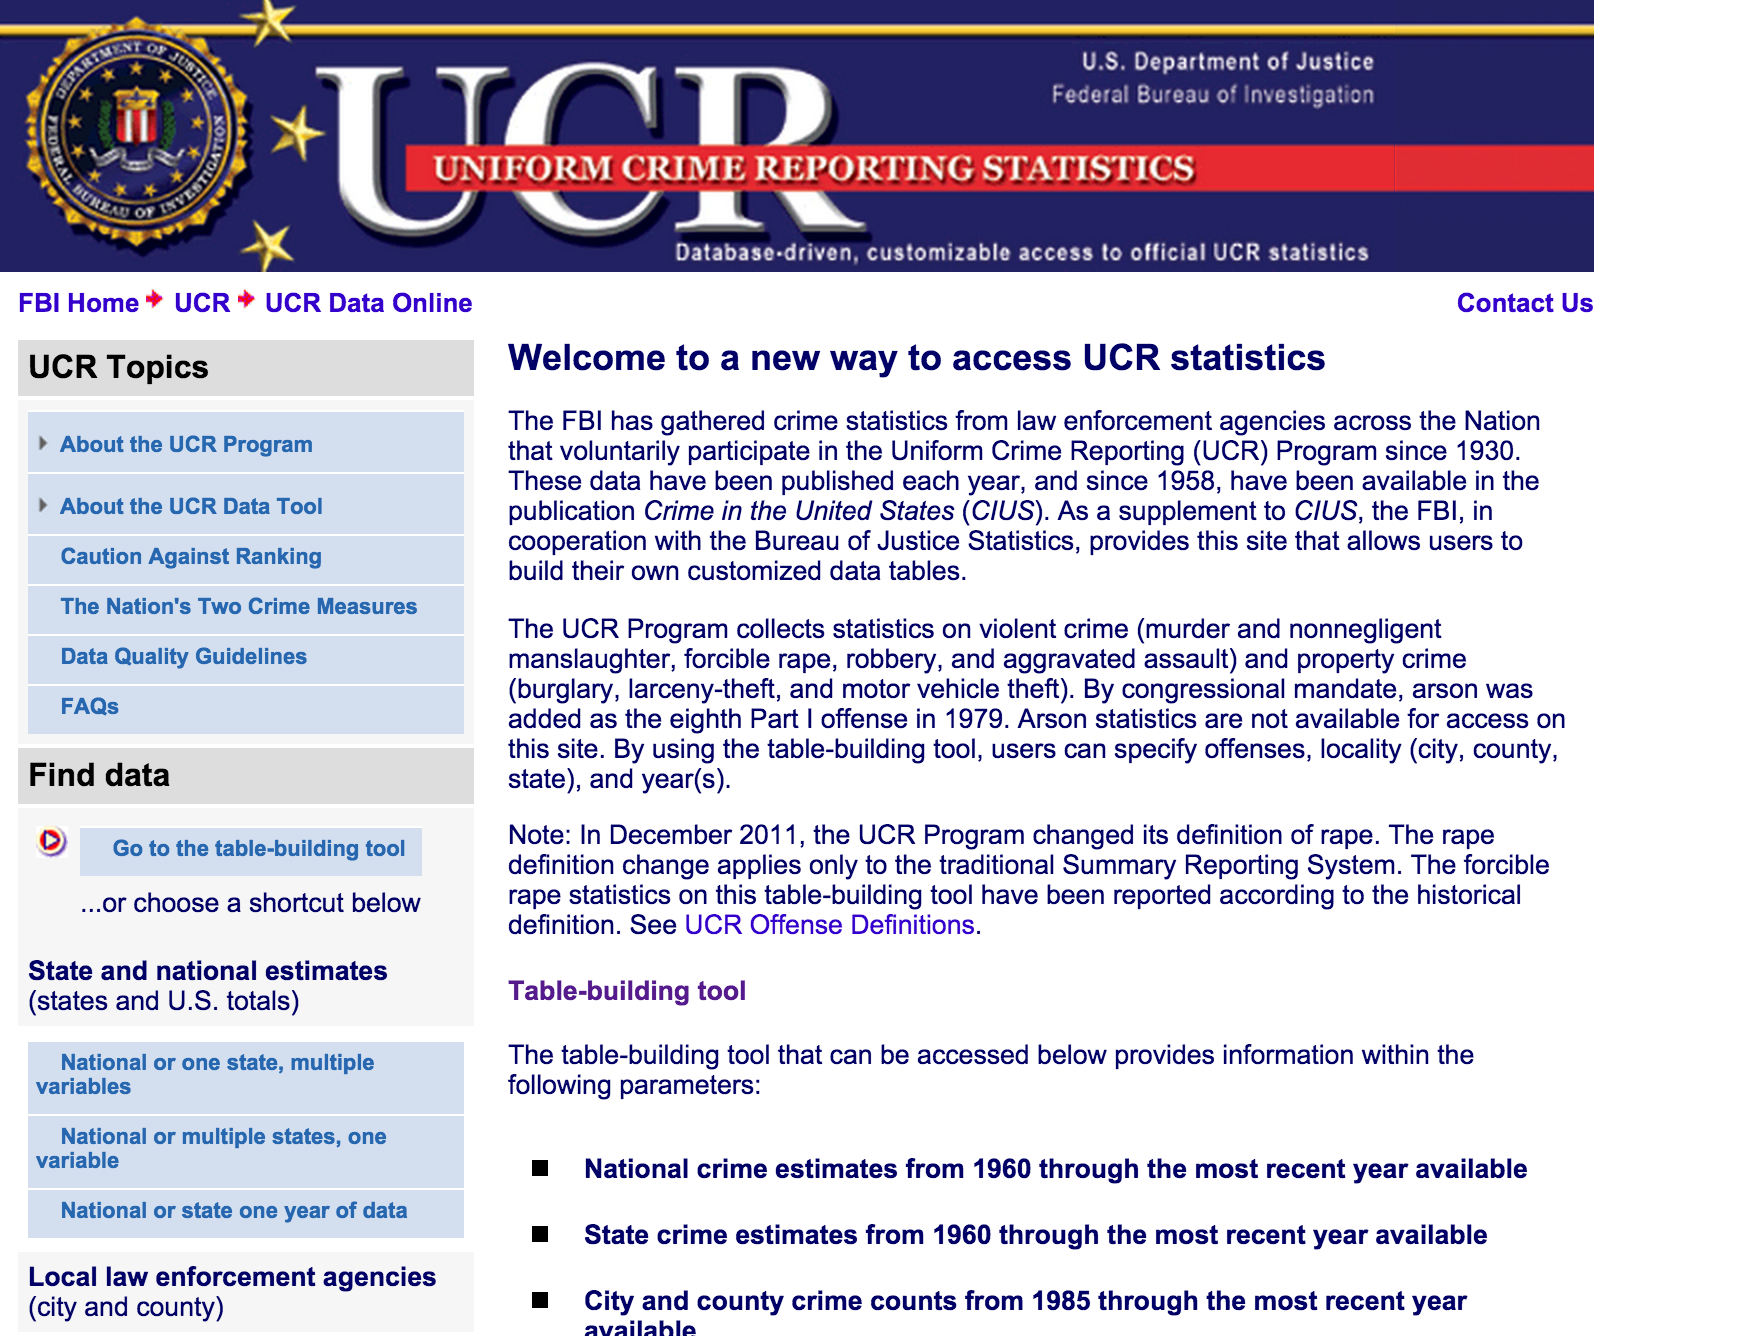 DEPARTMENT OF JUSTICE
FEDERAL BUREAU OF INVESTIGATION
UCR
U.S. Department of Justice
Federal Bureau of Investigation
UNIFORM CRIME REPORTING STATISTICS
Database-driven, customizable access to official UCR statistics
FBI Home UCR UCR Data Online
Contact Us
UCR Topics
About the UCR Program
About the UCR Data Tool
Caution Against Ranking
The Nation's Two Crime Measures
Data Quality Guidelines
FAQs
Find data
Go to the table-building tool
...or choose a shortcut below
State and national estimates
(states and U.S. totals)
National or one state, multiple
variables
National or multiple states, one
variable
National or state one year of data
Local law enforcement agencies
(city and county)
Welcome to a new way to access UCR statistics
The FBI has gathered crime statistics from law enforcement agencies across the Nation
that voluntarily participate in the Uniform Crime Reporting (UCR) Program since 1930.
These data have been published each year, and since 1958, have been available in the
publication Crime in the United States (CIUS). As a supplement to CIUS, the FBI, in
cooperation with the Bureau of Justice Statistics, provides this site that allows users to
build their own customized data tables.
The UCR Program collects statistics on violent crime (murder and nonnegligent
manslaughter, forcible rape, robbery, and aggravated assault) and property crime
(burglary, larceny-theft, and motor vehicle theft). By congressional mandate, arson was
added as the eighth Part I offense in 1979. Arson statistics are not available for access on
this site. By using the table-building tool, users can specify offenses, locality (city, county,
state), and year(s).
Note: In December 2011, the UCR Program changed its definition of rape. The rape
definition change applies only to the traditional Summary Reporting System. The forcible
rape statistics on this table-building tool have been reported according to the historical
definition. See UCR Offense Definitions.
Table-building tool
The table-building tool that can be accessed below provides information within the
following parameters:
National crime estimates from 1960 through the most recent year available
State crime estimates from 1960 through the most recent year available
City and county crime counts from 1985 through the most recent year
available